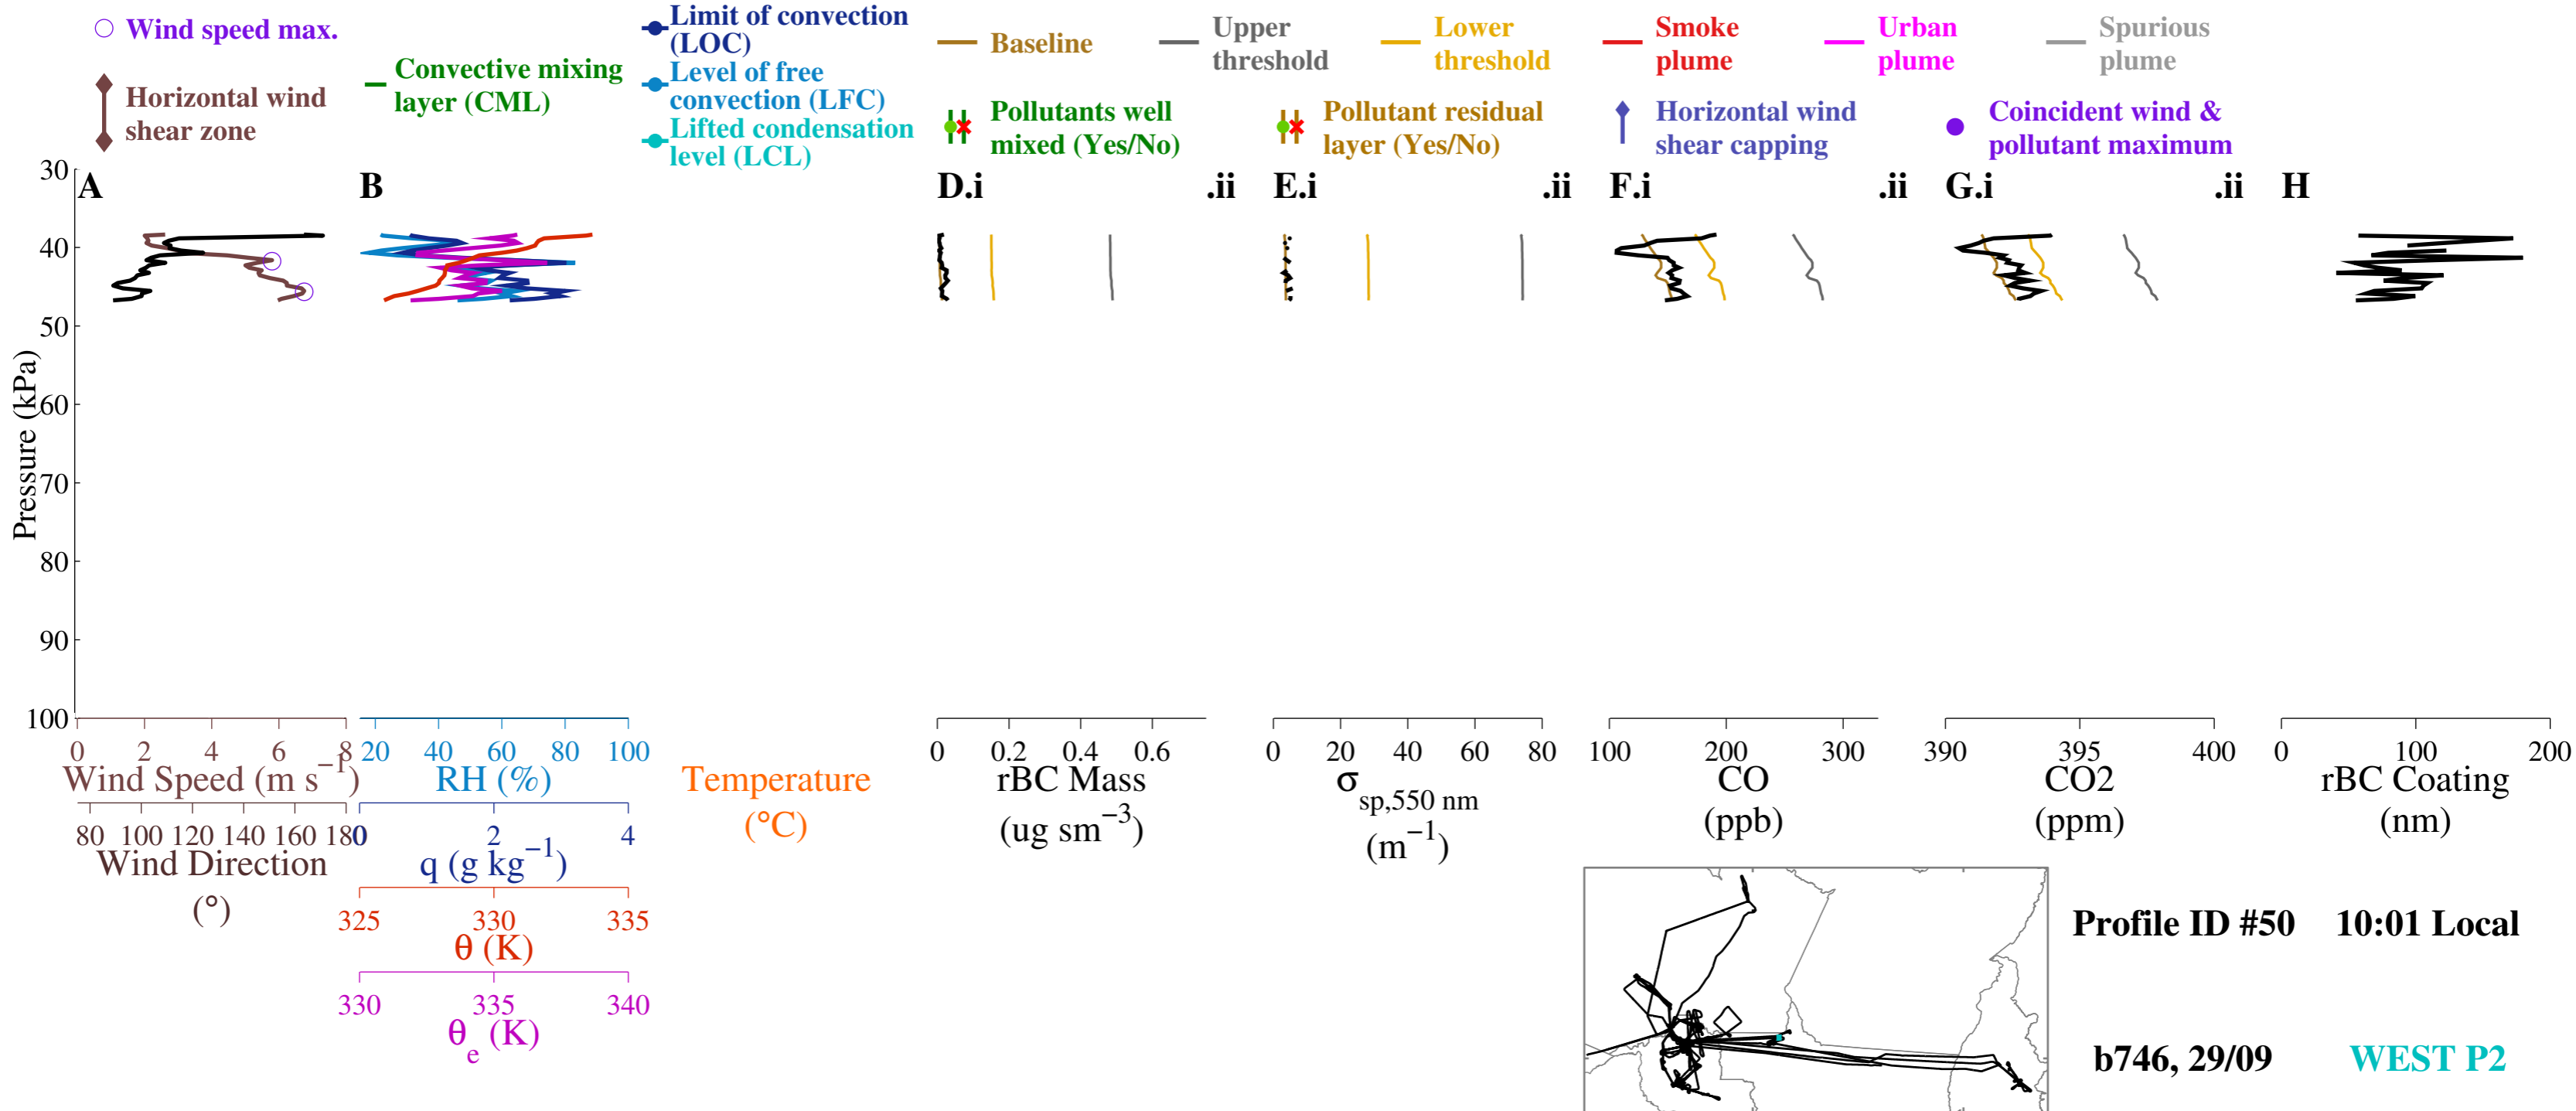 Wind speed max.
Horizontal wind
shear zone
Convective mixing
layer (CML)
Limit of convection
(LOC)
Level of free
convection (LFC)
Lifted condensation
level (LCL)
Baseline
Upper
threshold
Lower
threshold
Smoke
plume
Urban
plume
Spurious
plume
Pollutants well
mixed (Yes/No)
Pollutant residual
layer (Yes/No)
Horizontal wind
shear capping
Coincident wind &
pollutant maximum
A B D.i .ii E.i .ii F.i .ii G.i .ii H
Pressure (kPa)
30
40
50
60
70
80
90
100
0 2 4 6 8
Wind Speed (m s⁻¹)
80 100 120 140 160 180
Wind Direction
(°)
20 40 60 80 100
RH (%)
0 2 4
q (g kg⁻¹)
325 330 335
θ (K)
330 335 340
θe (K)
Temperature
(°C)
0 0.2 0.4 0.6
rBC Mass
(ug sm⁻³)
0 20 40 60 80
σsp,550 nm
(m⁻¹)
100 200 300
CO
(ppb)
390 395 400
CO2
(ppm)
0 100 200
rBC Coating
(nm)
Profile ID #50 10:01 Local
b746, 29/09 WEST P2